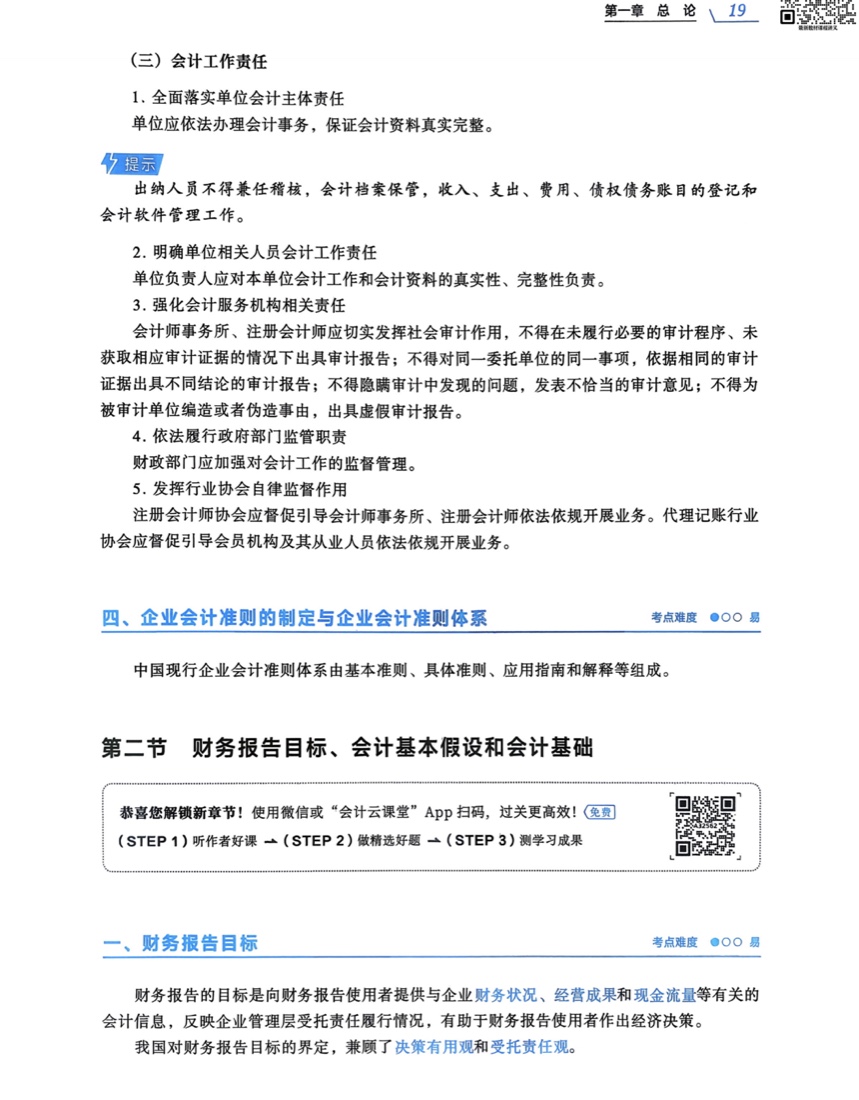 第一章 总 论 19
（三）会计工作责任
1. 全面落实单位会计主体责任
单位应依法办理会计事务，保证会计资料真实完整。
提示
出纳人员不得兼任稽核，会计档案保管，收入、支出、费用、债权债务账目的登记和
会计软件管理工作。
2. 明确单位相关人员会计工作责任
单位负责人应对本单位会计工作和会计资料的真实性、完整性负责。
3. 强化会计服务机构相关责任
会计师事务所、注册会计师应切实发挥社会审计作用，不得在未履行必要的审计程序、未
获取相应审计证据的情况下出具审计报告；不得对同一委托单位的同一事项，依据相同的审计
证据出具不同结论的审计报告；不得隐瞒审计中发现的问题，发表不恰当的审计意见；不得为
被审计单位编造或者伪造事由，出具虚假审计报告。
4. 依法履行政府部门监管职责
财政部门应加强对会计工作的监督管理。
5. 发挥行业协会自律监督作用
注册会计师协会应督促引导会计师事务所、注册会计师依法依规开展业务。代理记账行业
协会应督促引导会员机构及其从业人员依法依规开展业务。
四、企业会计准则的制定与企业会计准则体系 考点难度 易
中国现行企业会计准则体系由基本准则、具体准则、应用指南和解释等组成。
第二节 财务报告目标、会计基本假设和会计基础
恭喜您解锁新章节！使用微信或“会计云课堂”App 扫码，过关更高效！免费
（STEP 1）听作者好课 ⇀（STEP 2）做精选好题 ⇀（STEP 3）测学习成果
一、财务报告目标 考点难度 易
财务报告的目标是向财务报告使用者提供与企业财务状况、经营成果和现金流量等有关的
会计信息，反映企业管理层受托责任履行情况，有助于财务报告使用者作出经济决策。
我国对财务报告目标的界定，兼顾了决策有用观和受托责任观。